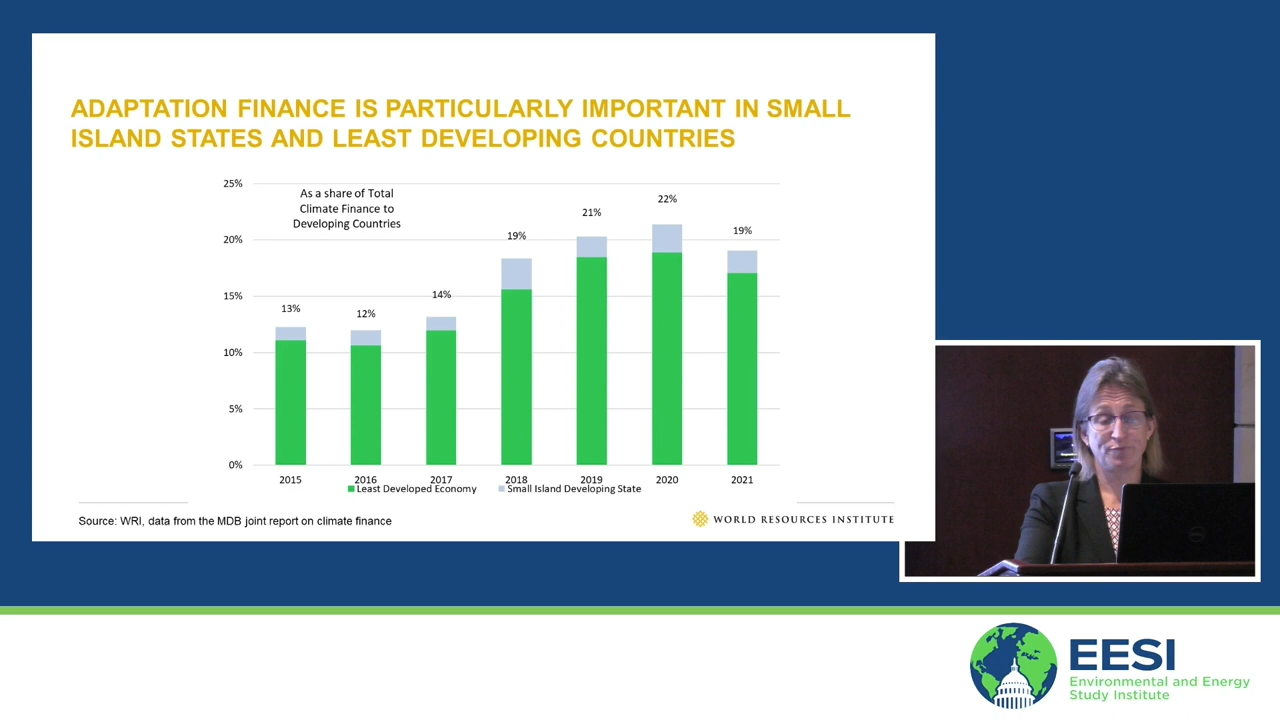 ADAPTATION FINANCE IS PARTICULARLY IMPORTANT IN SMALL
ISLAND STATES AND LEAST DEVELOPING COUNTRIES
As a share of Total
Climate Finance to
Developing Countries
25%
20%
15%
10%
5%
0%
13%
12%
14%
19%
21%
22%
19%
2015 2016 2017 2018 2019 2020 2021
Least Developed Economy Small Island Developing State
Source: WRI, data from the MDB joint report on climate finance
WORLD RESOURCES INSTITUTE
EESI
Environmental and Energy
Study Institute